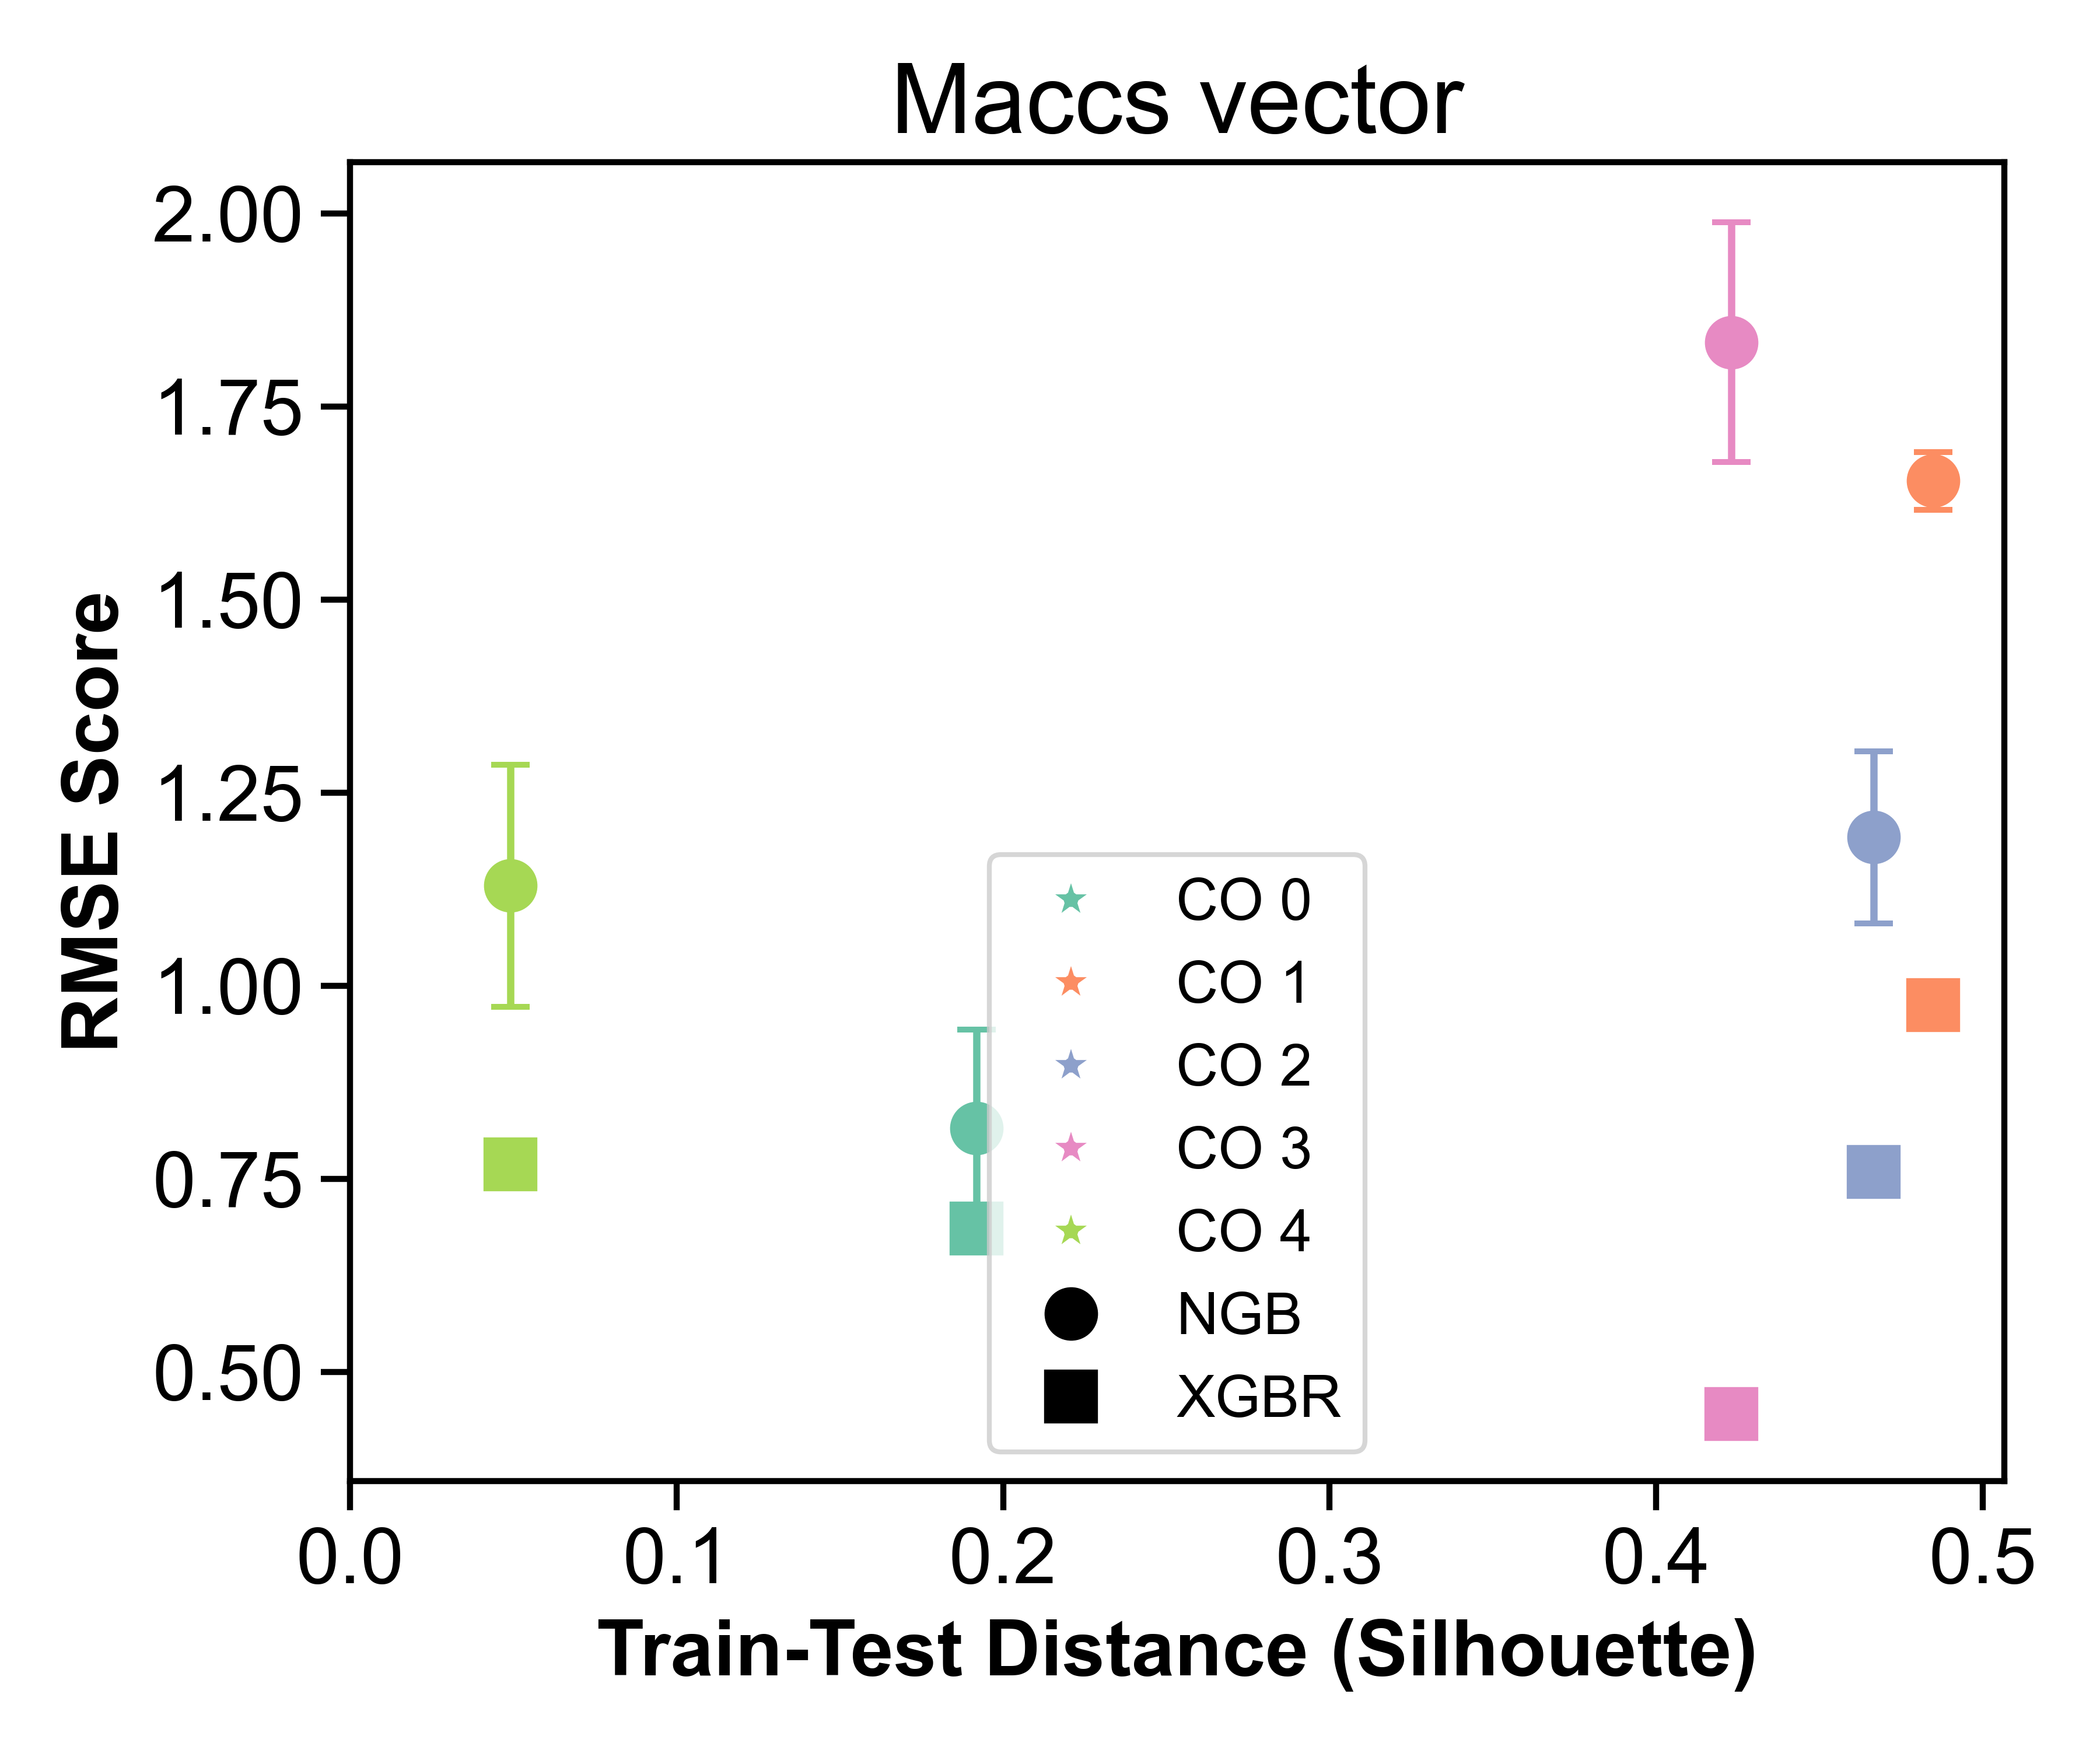 Maccs vector
RMSE Score
2.00
1.75
1.50
1.25
1.00
0.75
0.50
CO 0
CO 1
CO 2
CO 3
CO 4
NGB
XGBR
0.0 0.1 0.2 0.3 0.4 0.5
Train-Test Distance (Silhouette)